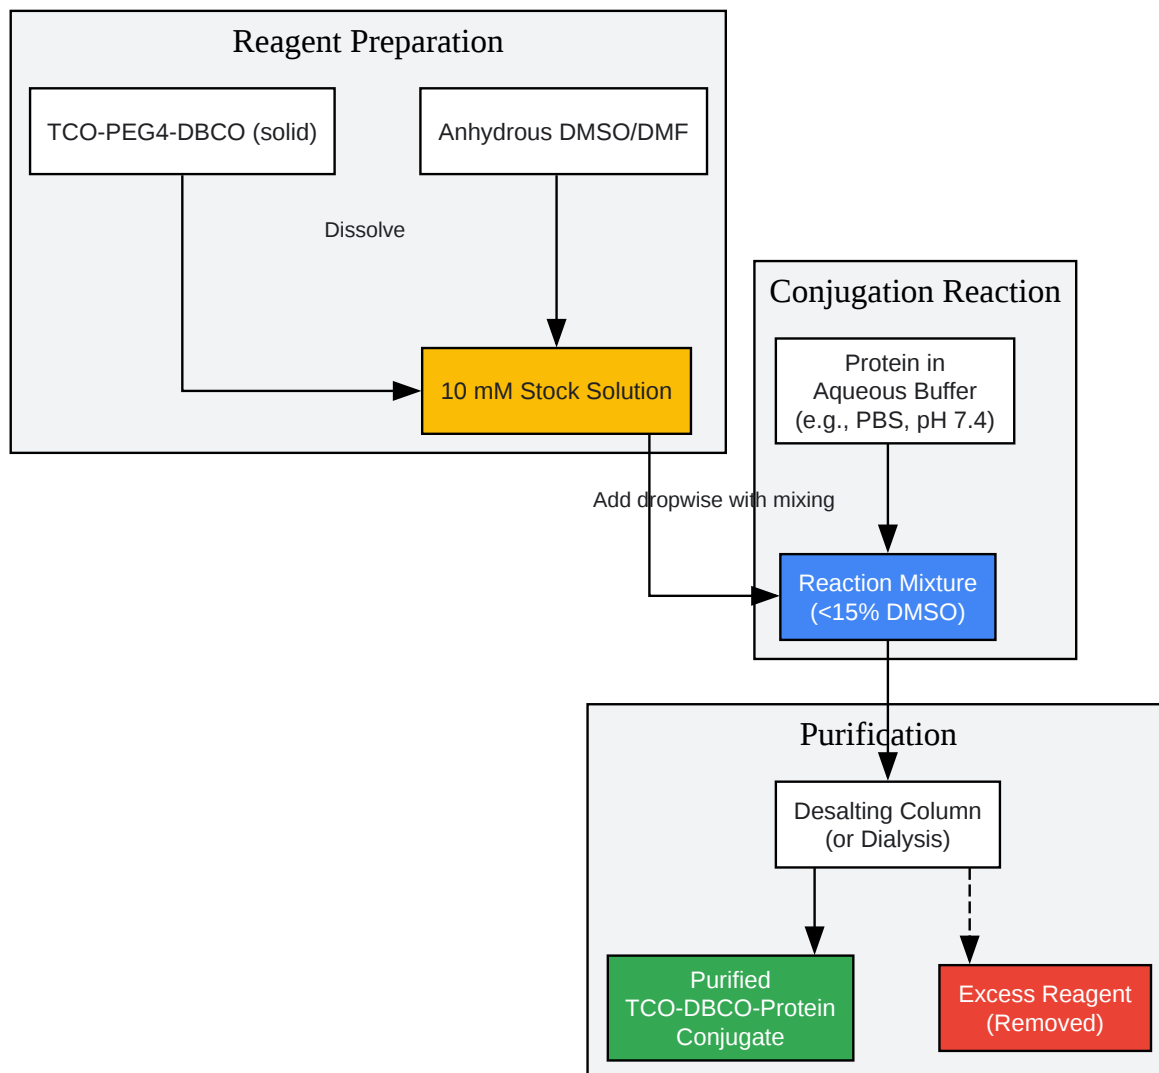 Reagent Preparation
TCO-PEG4-DBCO (solid)
Anhydrous DMSO/DMF
Dissolve
10 mM Stock Solution
Conjugation Reaction
Protein in
Aqueous Buffer
(e.g., PBS, pH 7.4)
Add dropwise with mixing
Reaction Mixture
(<15% DMSO)
Purification
Desalting Column
(or Dialysis)
Purified
TCO-DBCO-Protein
Conjugate
Excess Reagent
(Removed)